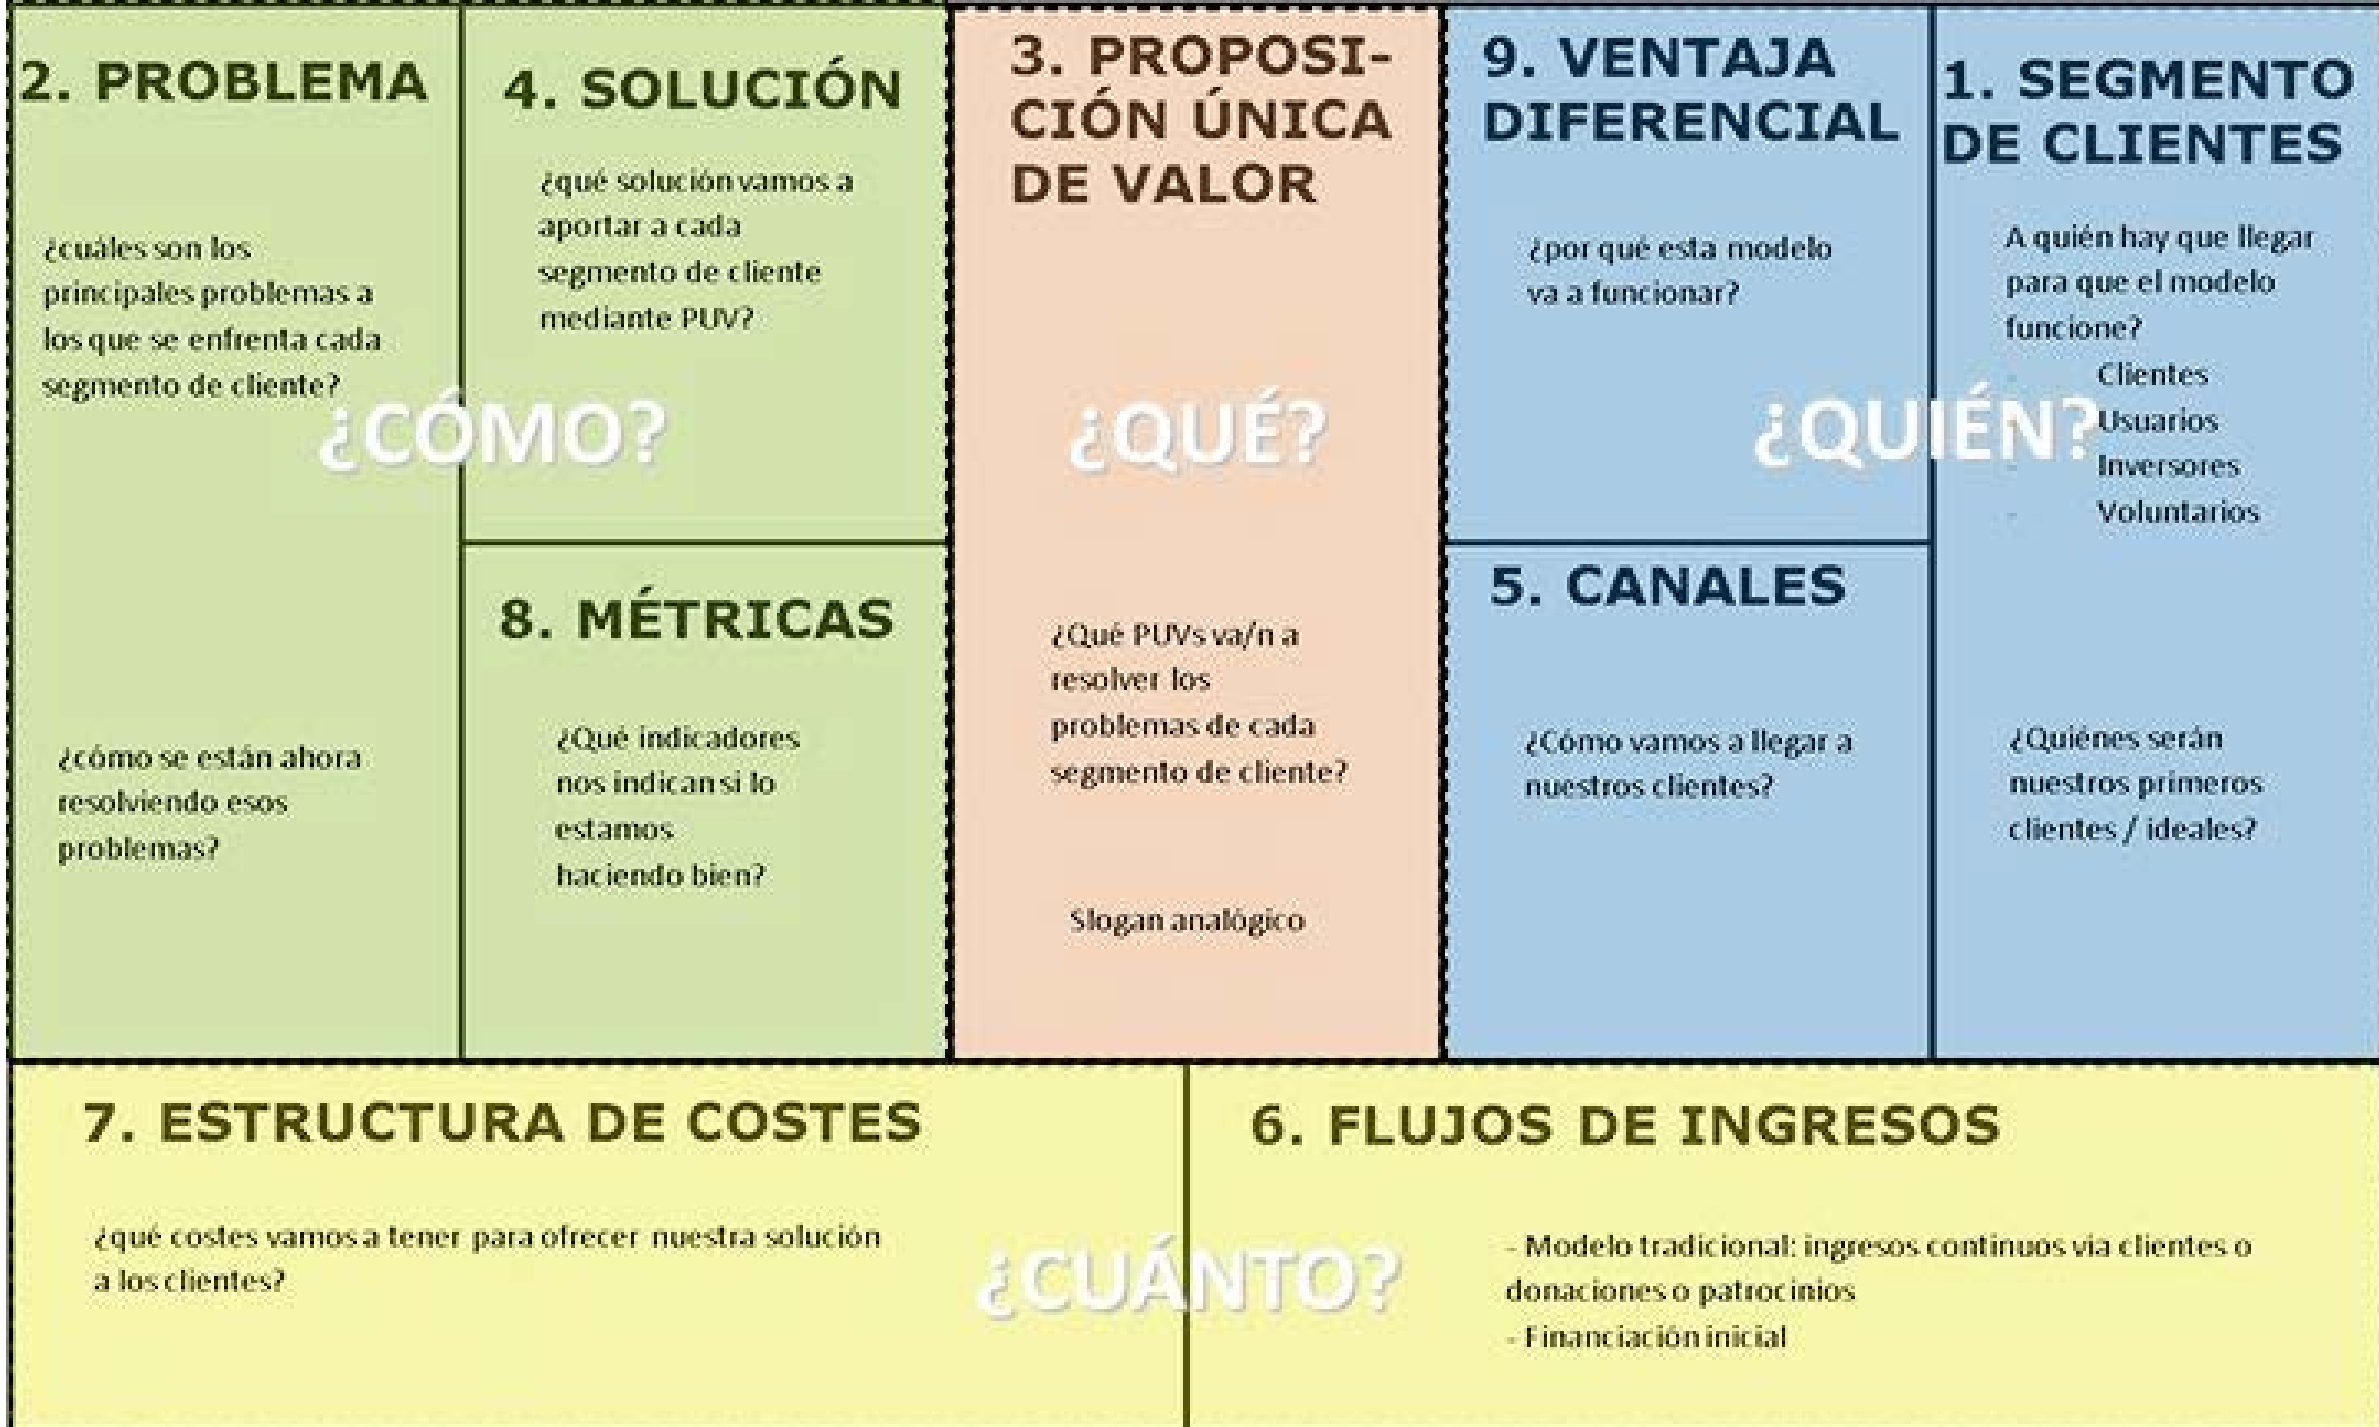 2. PROBLEMA
¿cuáles son los
principales problemas a
los que se enfrenta cada
segmento de cliente?
¿cómo se están ahora
resolviendo esos
problemas?
4. SOLUCIÓN
¿qué solución vamos a
aportar a cada
segmento de cliente
mediante PUV?
¿CÓMO?
8. MÉTRICAS
¿Qué indicadores
nos indican si lo
estamos
haciendo bien?
3. PROPOSI-
CIÓN ÚNICA
DE VALOR
¿QUÉ?
¿Qué PUVs va/n a
resolver los
problemas de cada
segmento de cliente?
Slogan analógico
9. VENTAJA
DIFERENCIAL
¿por qué esta modelo
va a funcionar?
¿QUIÉN?
5. CANALES
¿Cómo vamos a llegar a
nuestros clientes?
1. SEGMENTO
DE CLIENTES
A quién hay que llegar
para que el modelo
funcione?
- Clientes
- Usuarios
- Inversores
- Voluntarios
¿Quiénes serán
nuestros primeros
clientes / ideales?
7. ESTRUCTURA DE COSTES
¿qué costes vamos a tener para ofrecer nuestra solución
a los clientes?
¿CUÁNTO?
6. FLUJOS DE INGRESOS
- Modelo tradicional: ingresos continuos via clientes o
donaciones o patrocinios
- Financiación inicial